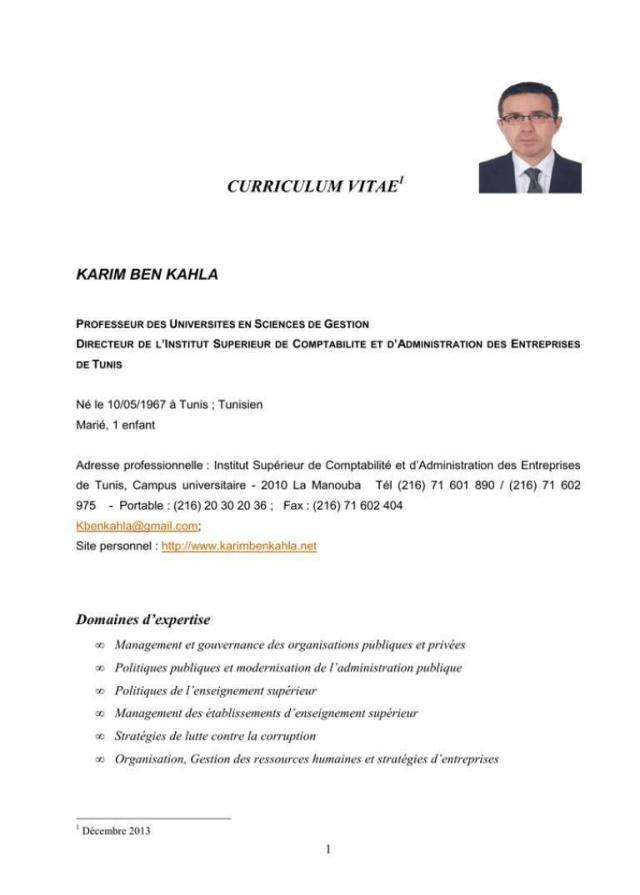 CURRICULUM VITAE¹
KARIM BEN KAHLA
PROFESSEUR DES UNIVERSITES EN SCIENCES DE GESTION
DIRECTEUR DE L'INSTITUT SUPERIEUR DE COMPTABILITE ET D'ADMINISTRATION DES ENTREPRISES
DE TUNIS
Né le 10/05/1967 à Tunis ; Tunisien
Marié, 1 enfant
Adresse professionnelle : Institut Supérieur de Comptabilité et d'Administration des Entreprises
de Tunis, Campus universitaire - 2010 La Manouba Tél (216) 71 601 890 / (216) 71 602
975 - Portable : (216) 20 30 20 36 ; Fax : (216) 71 602 404
Kbenkahla@gmail.com;
Site personnel : http://www.karimbenkahla.net
Domaines d'expertise
∞ Management et gouvernance des organisations publiques et privées
∞ Politiques publiques et modernisation de l'administration publique
∞ Politiques de l'enseignement supérieur
∞ Management des établissements d'enseignement supérieur
∞ Stratégies de lutte contre la corruption
∞ Organisation, Gestion des ressources humaines et stratégies d'entreprises
¹ Décembre 2013
1